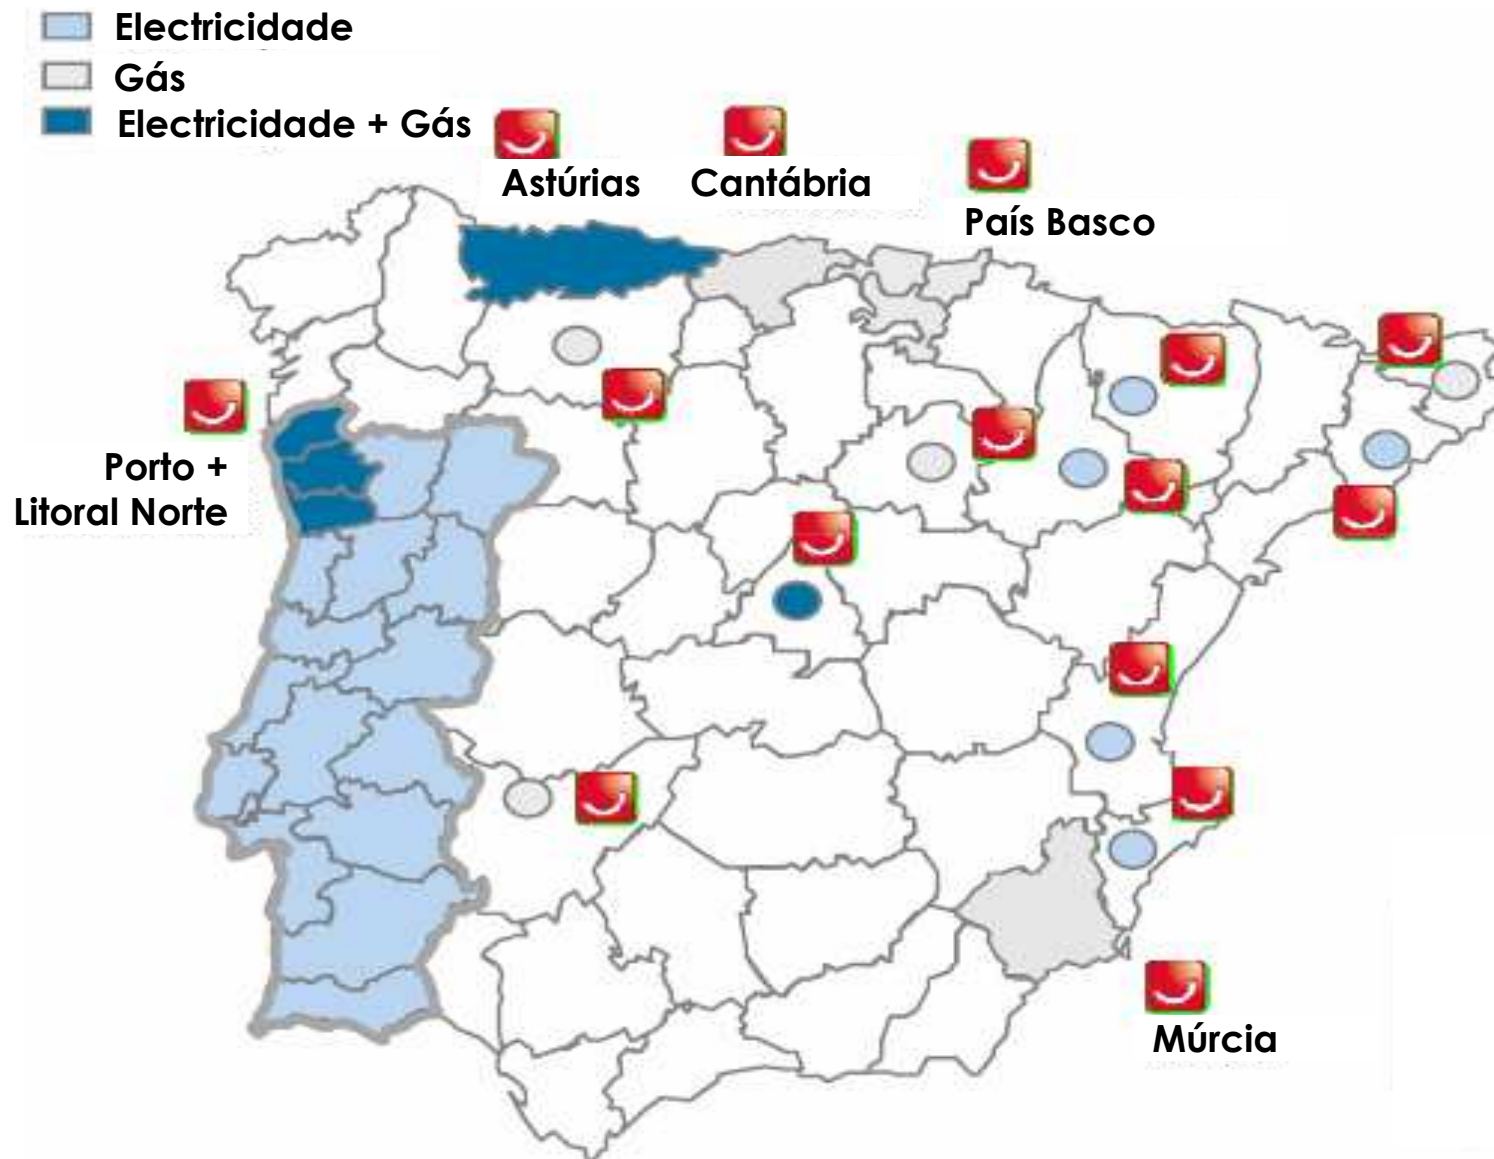 Electricidade
Gás
Electricidade + Gás
Astúrias
Cantábria
País Basco
Porto +
Litoral Norte
Múrcia